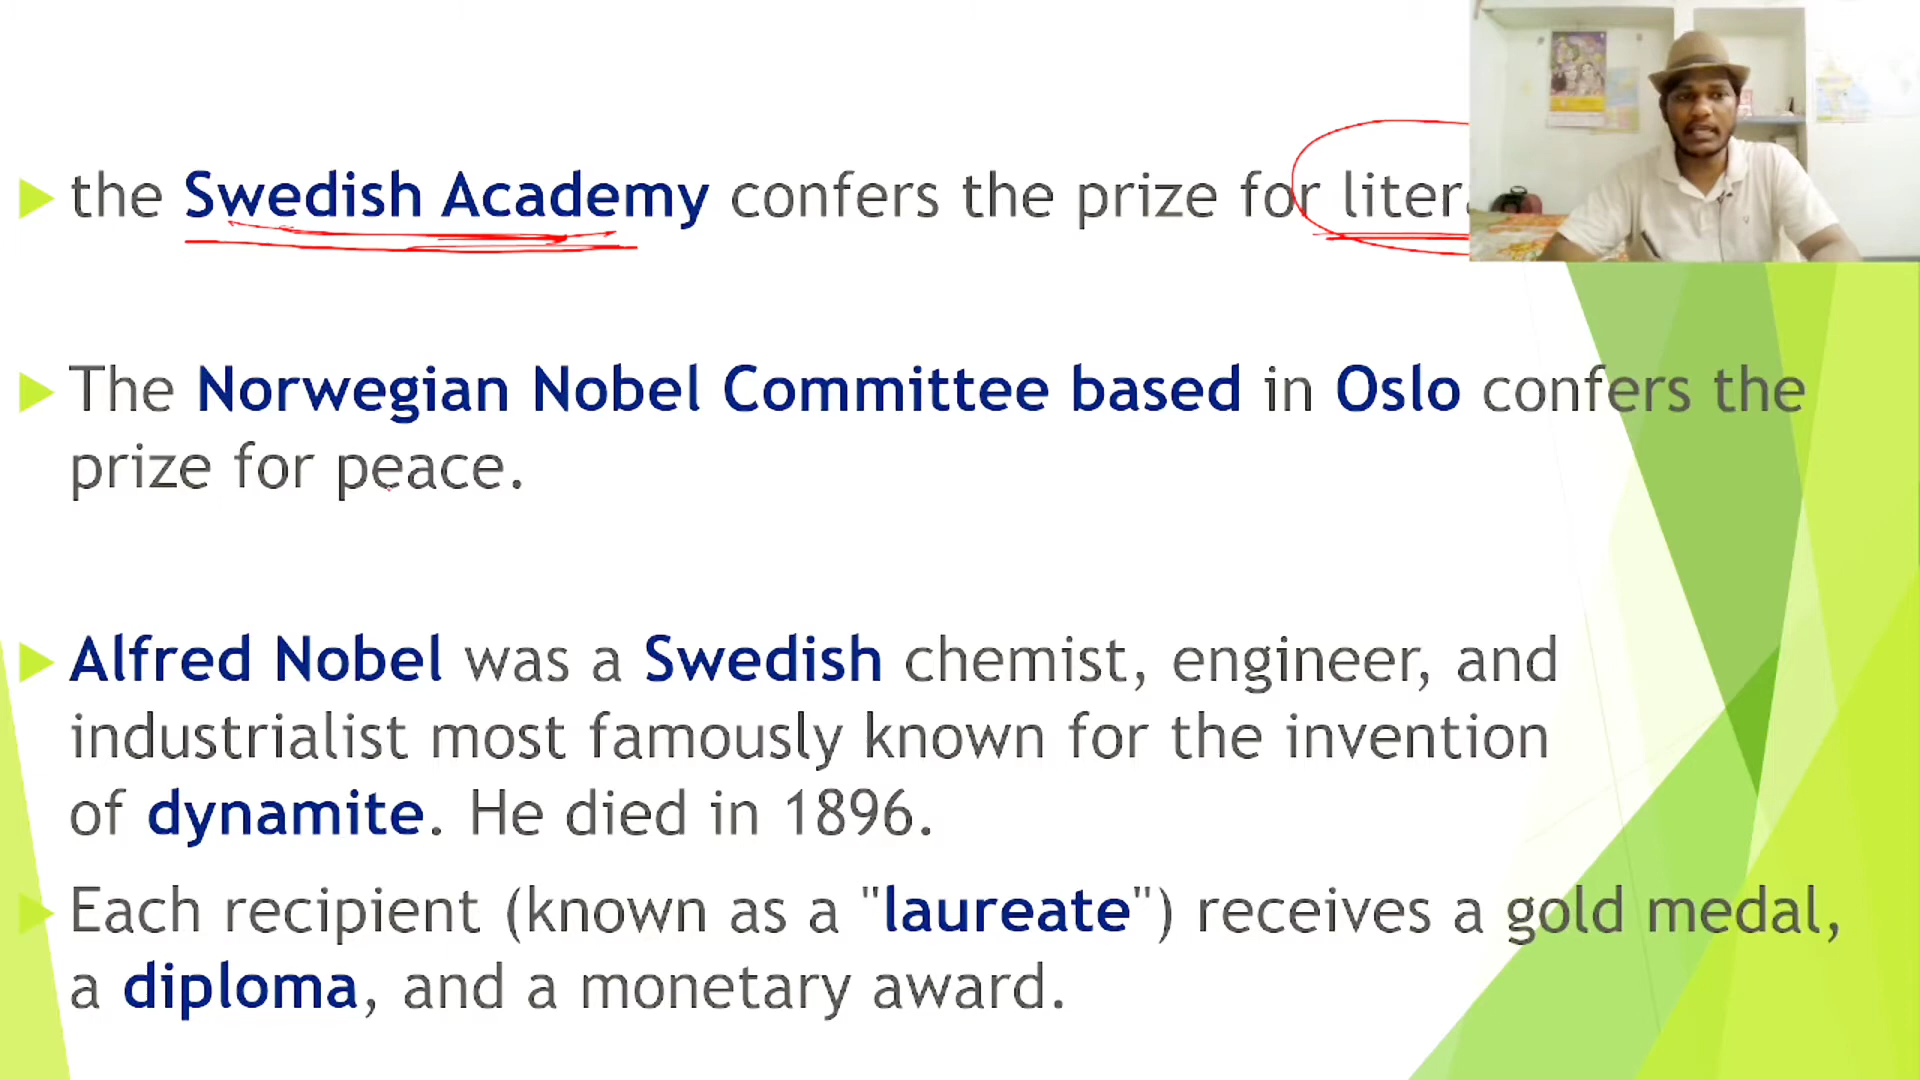 the Swedish Academy confers the prize for
The Norwegian Nobel Committee based in Oslo confers the
prize for peace.
Alfred Nobel was a Swedish chemist, engineer, and
industrialist most famously known for the invention
of dynamite. He died in 1896.
Each recipient (known as a "laureate") receives a gold medal,
a diploma, and a monetary award.